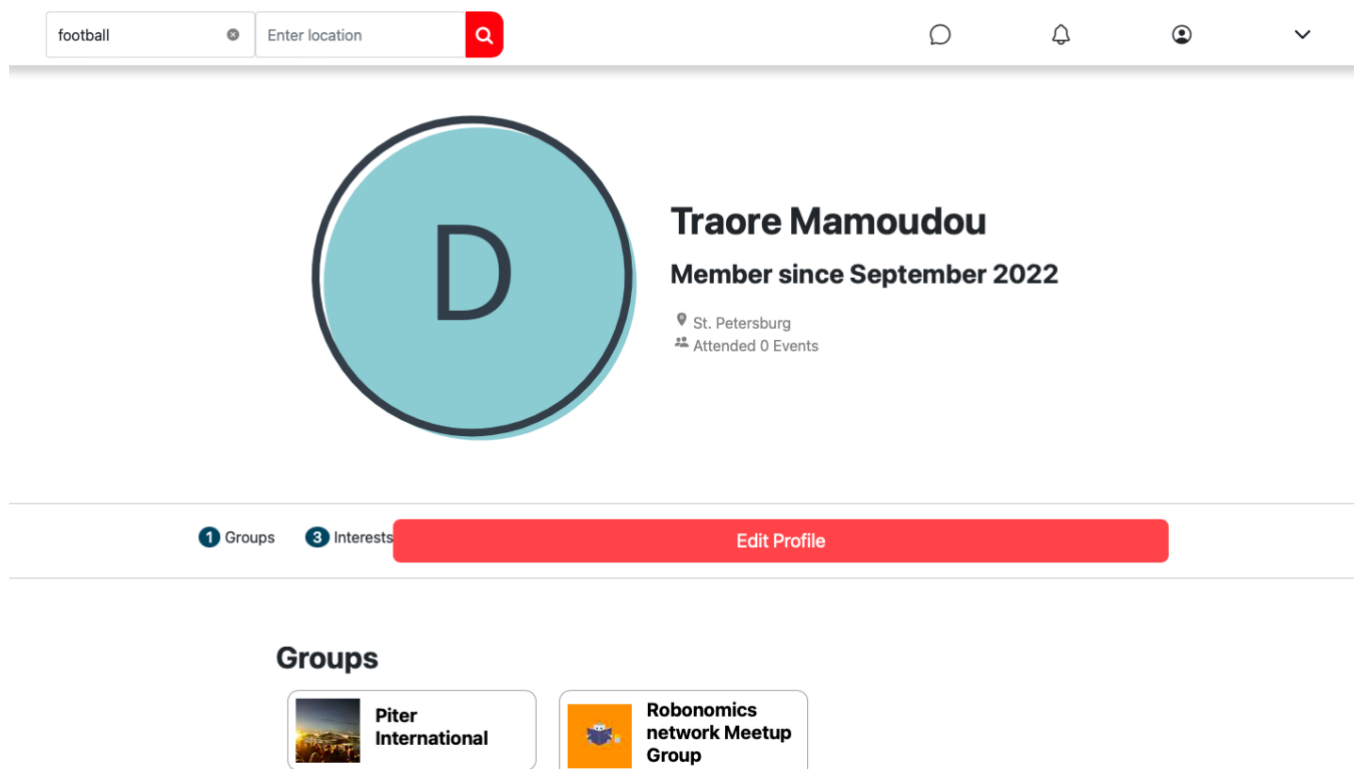 football
Enter location
D
Traore Mamoudou
Member since September 2022
St. Petersburg
Attended 0 Events
1 Groups 3 Interests Edit Profile
Groups
Piter
International
Robonomics
network Meetup
Group